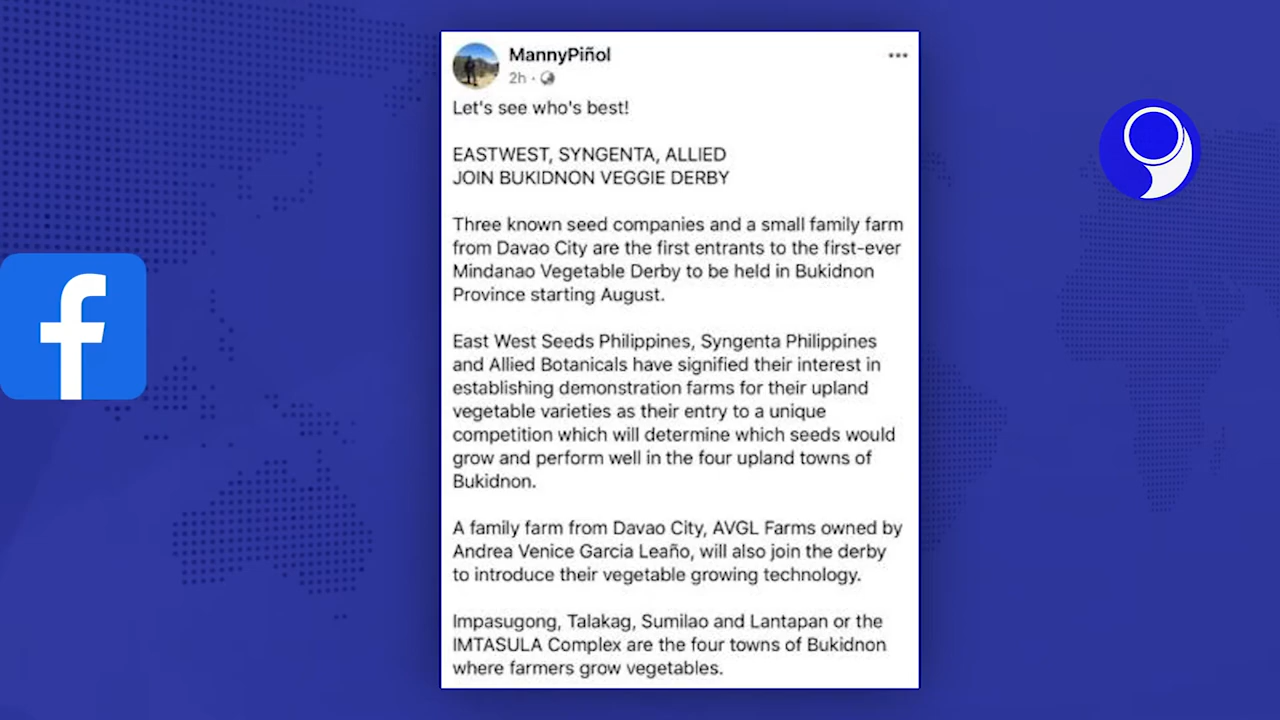 MannyPiñol
2h
Let's see who's best!
EASTWEST, SYNGENTA, ALLIED
JOIN BUKIDNON VEGGIE DERBY
Three known seed companies and a small family farm
from Davao City are the first entrants to the first-ever
Mindanao Vegetable Derby to be held in Bukidnon
Province starting August.
East West Seeds Philippines, Syngenta Philippines
and Allied Botanicals have signified their interest in
establishing demonstration farms for their upland
vegetable varieties as their entry to a unique
competition which will determine which seeds would
grow and perform well in the four upland towns of
Bukidnon.
A family farm from Davao City, AVGL Farms owned by
Andrea Venice Garcia Leaño, will also join the derby
to introduce their vegetable growing technology.
Impasugong, Talakag, Sumilao and Lantapan or the
IMTASULA Complex are the four towns of Bukidnon
where farmers grow vegetables.